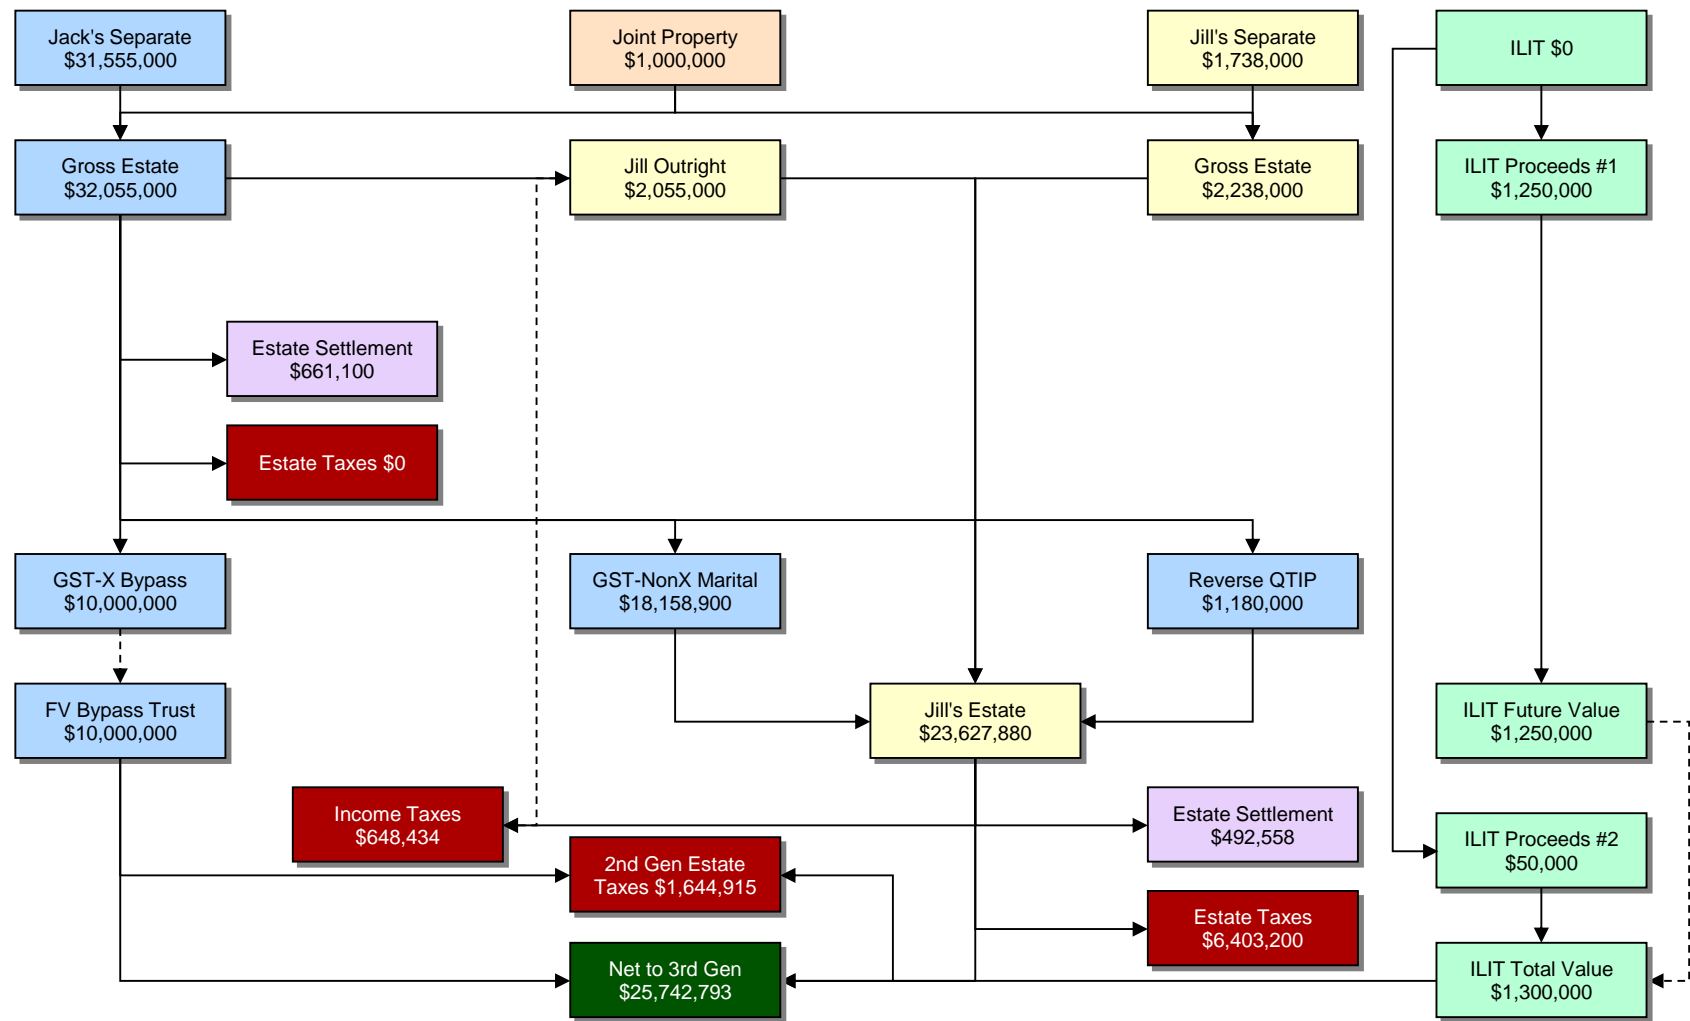 Jack's Separate
$31,555,000
Joint Property
$1,000,000
Jill's Separate
$1,738,000
ILIT $0
Gross Estate
$32,055,000
Jill Outright
$2,055,000
Gross Estate
$2,238,000
ILIT Proceeds #1
$1,250,000
Estate Settlement
$661,100
Estate Taxes $0
GST-X Bypass
$10,000,000
GST-NonX Marital
$18,158,900
Reverse QTIP
$1,180,000
FV Bypass Trust
$10,000,000
Jill's Estate
$23,627,880
ILIT Future Value
$1,250,000
Income Taxes
$648,434
Estate Settlement
$492,558
ILIT Proceeds #2
$50,000
2nd Gen Estate
Taxes $1,644,915
Estate Taxes
$6,403,200
Net to 3rd Gen
$25,742,793
ILIT Total Value
$1,300,000